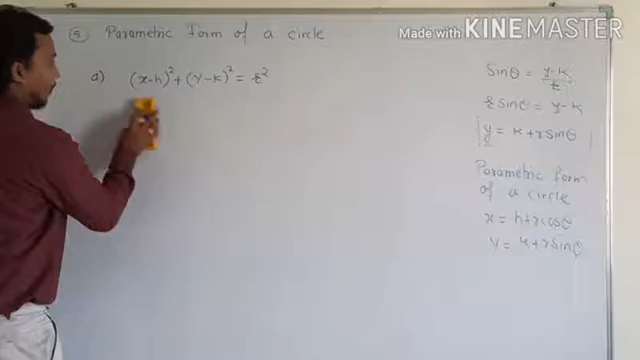 Made with KINEMASTER
⑤ Parametric Form of a circle
a) (x-h)² + (y-k)² = r²
Sinθ = y-k/r
r Sinθ = y-k
y = k + r Sinθ
Parametric form
of a circle
x = h + r cosθ
y = k + r Sinθ